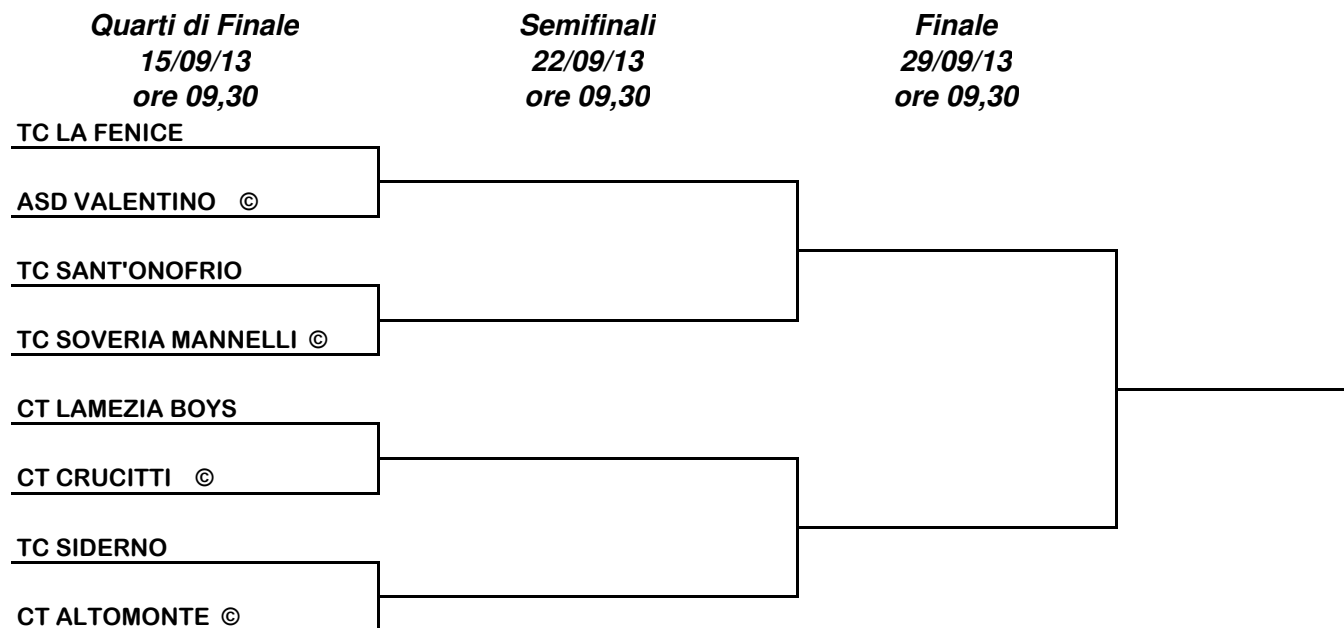 Quarti di Finale
15/09/13
ore 09,30
Semifinali
22/09/13
ore 09,30
Finale
29/09/13
ore 09,30
TC LA FENICE
ASD VALENTINO ©
TC SANT'ONOFRIO
TC SOVERIA MANNELLI ©
CT LAMEZIA BOYS
CT CRUCITTI ©
TC SIDERNO
CT ALTOMONTE ©